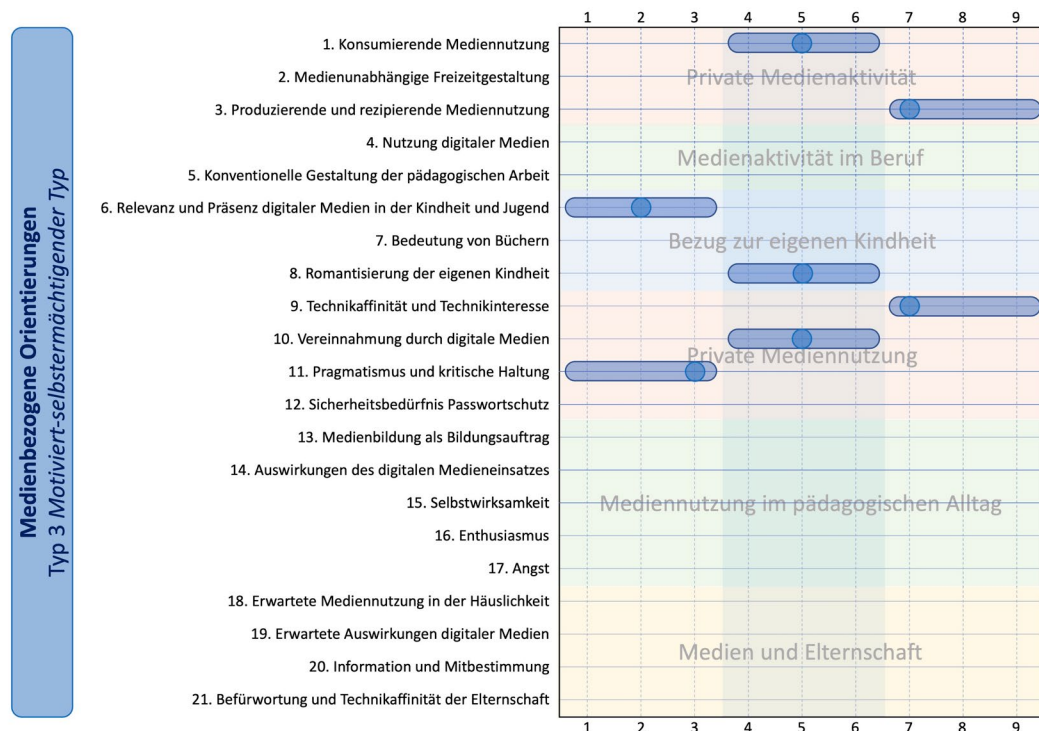 Medienbezogene Orientierungen
Typ 3 Motiviert-selbstermächtigender Typ
1 2 3 4 5 6 7 8 9
1. Konsumierende Mediennutzung
2. Medienunabhängige Freizeitgestaltung
Private Medienaktivität
3. Produzierende und rezipierende Mediennutzung
4. Nutzung digitaler Medien
Medienaktivität im Beruf
5. Konventionelle Gestaltung der pädagogischen Arbeit
6. Relevanz und Präsenz digitaler Medien in der Kindheit und Jugend
7. Bedeutung von Büchern
Bezug zur eigenen Kindheit
8. Romantisierung der eigenen Kindheit
9. Technikaffinität und Technikinteresse
10. Vereinnahmung durch digitale Medien
Private Mediennutzung
11. Pragmatismus und kritische Haltung
12. Sicherheitsbedürfnis Passwortschutz
13. Medienbildung als Bildungsauftrag
14. Auswirkungen des digitalen Medieneinsatzes
15. Selbstwirksamkeit
Mediennutzung im pädagogischen Alltag
16. Enthusiasmus
17. Angst
18. Erwartete Mediennutzung in der Häuslichkeit
19. Erwartete Auswirkungen digitaler Medien
Medien und Elternschaft
20. Information und Mitbestimmung
21. Befürwortung und Technikaffinität der Elternschaft
1 2 3 4 5 6 7 8 9